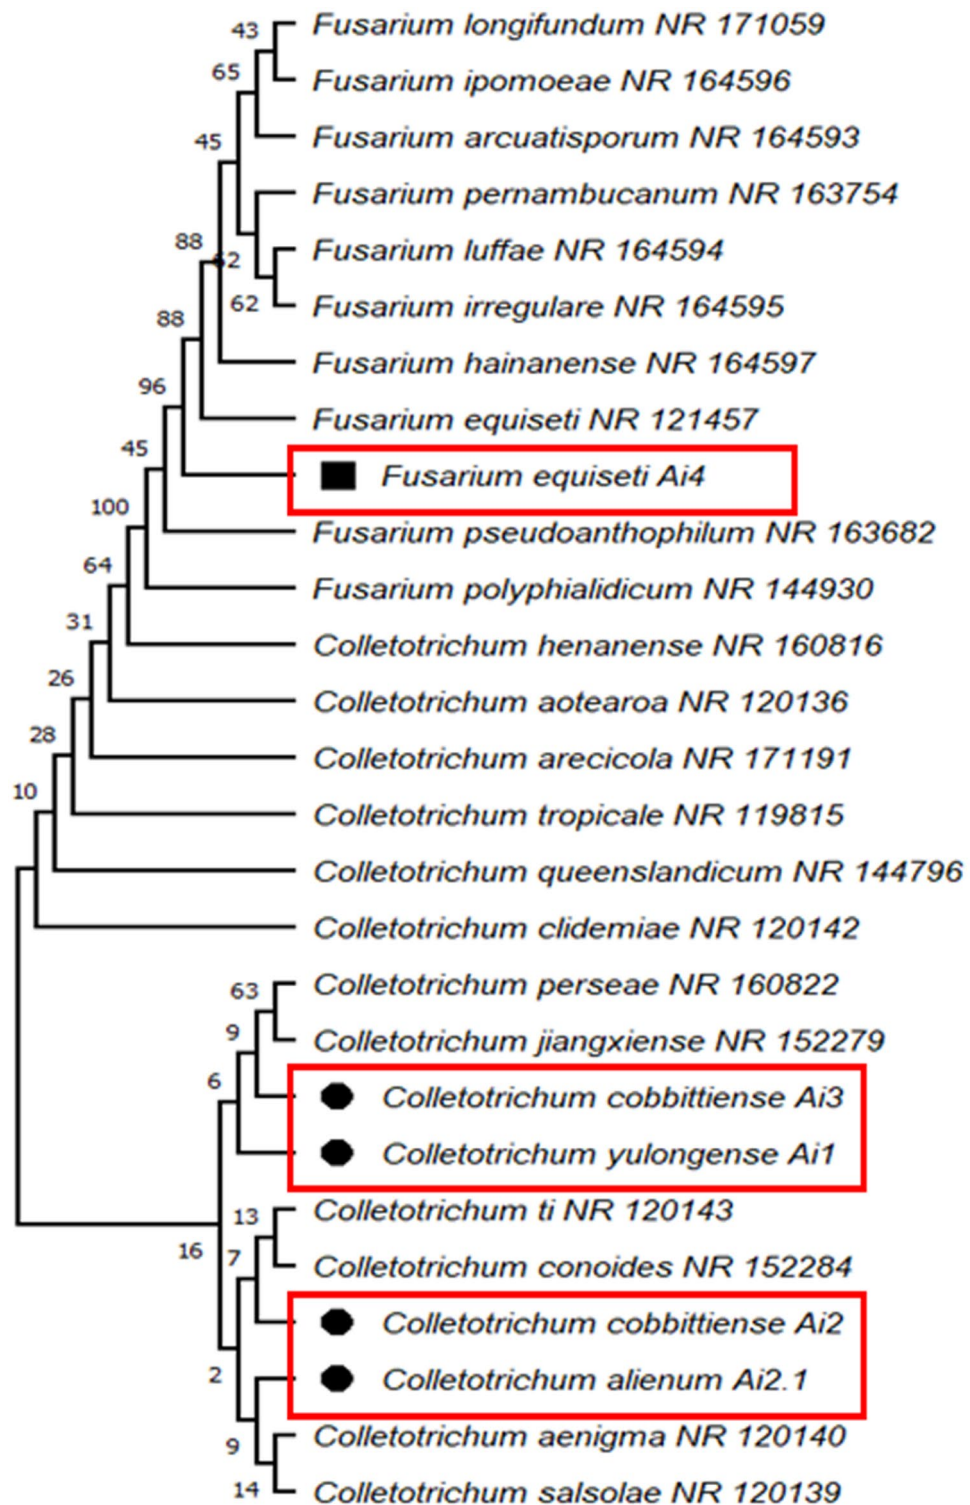 43
Fusarium longifundum NR 171059
65
Fusarium ipomoeae NR 164596
45
Fusarium arcuatisporum NR 164593
Fusarium pernambucanum NR 163754
88
62
Fusarium luffae NR 164594
62
Fusarium irregulare NR 164595
88
Fusarium hainanense NR 164597
96
Fusarium equiseti NR 121457
45
Fusarium equiseti Ai4
100
Fusarium pseudoanthophilum NR 163682
64
Fusarium polyphialidicum NR 144930
31
Colletotrichum henanense NR 160816
26
Colletotrichum aotearoa NR 120136
28
Colletotrichum arecicola NR 171191
10
Colletotrichum tropicale NR 119815
Colletotrichum queenslandicum NR 144796
Colletotrichum clidemiae NR 120142
63
Colletotrichum perseae NR 160822
9
Colletotrichum jiangxiense NR 152279
6
Colletotrichum cobbittiense Ai3
Colletotrichum yulongense Ai1
13
Colletotrichum ti NR 120143
16
7
Colletotrichum conoides NR 152284
Colletotrichum cobbittiense Ai2
2
Colletotrichum alienum Ai2.1
9
Colletotrichum aenigma NR 120140
14
Colletotrichum salsolae NR 120139